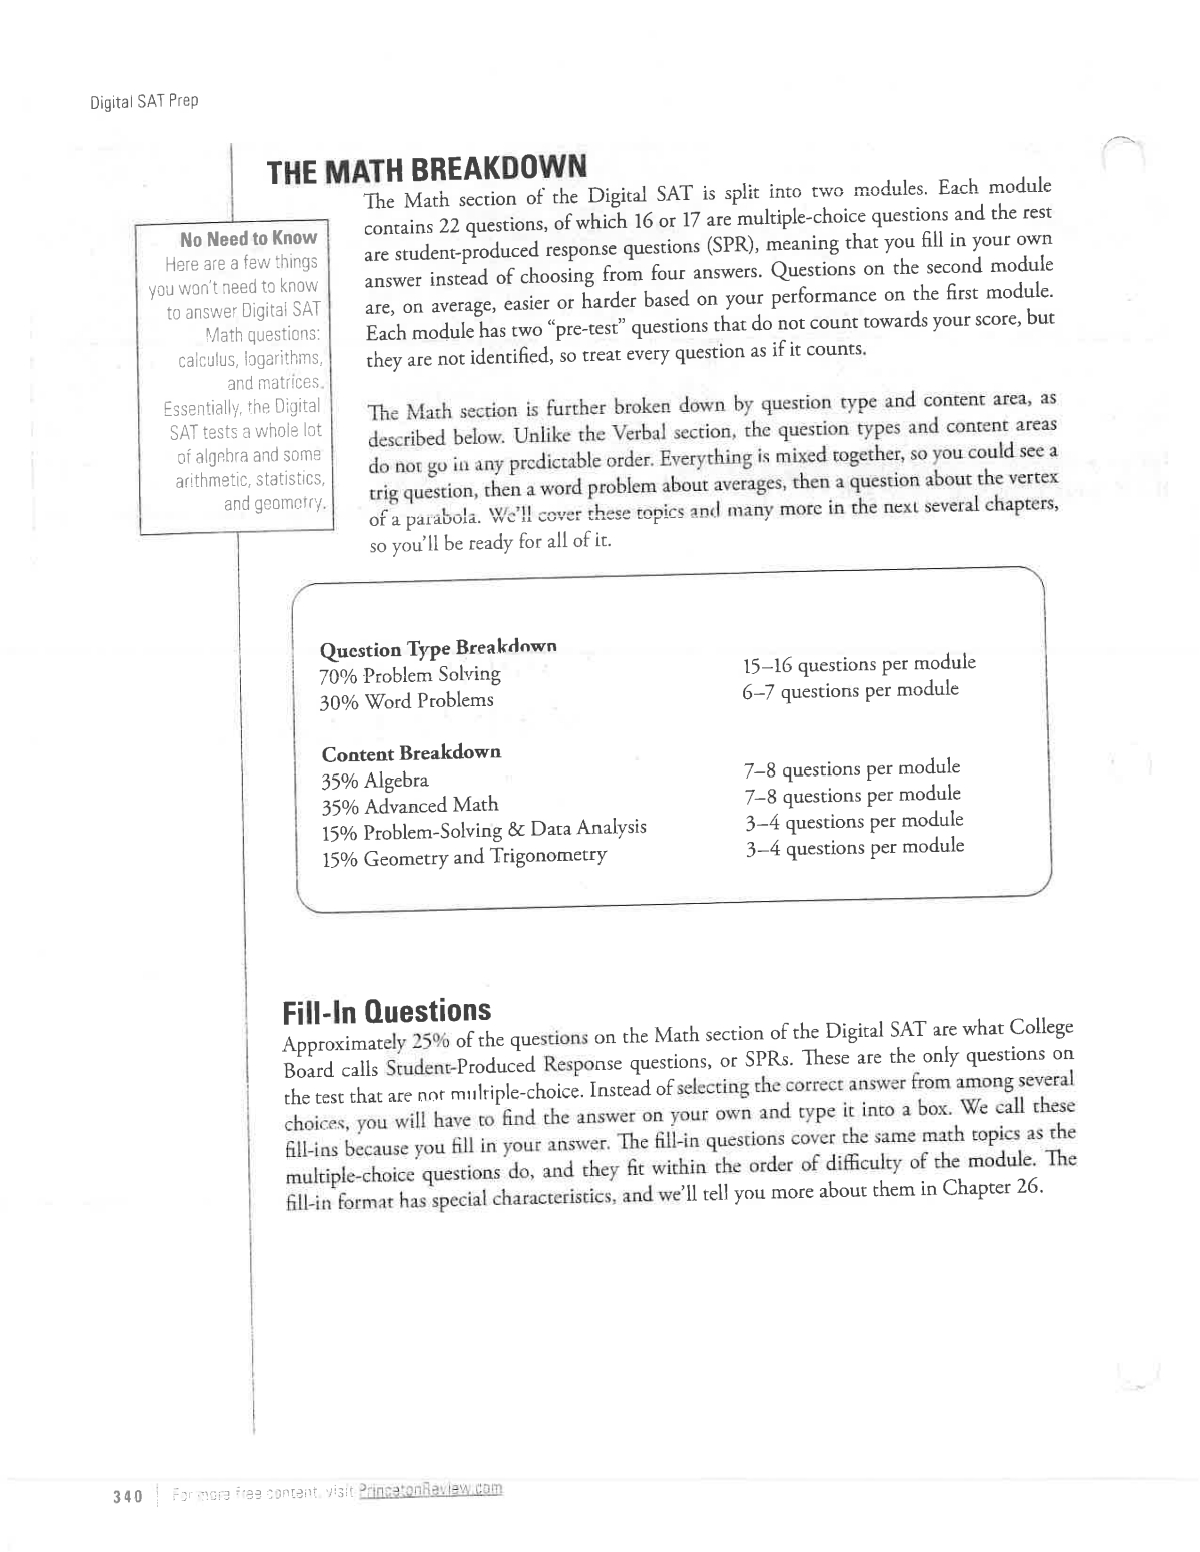 Digital SAT Prep
THE MATH BREAKDOWN
The Math section of the Digital SAT is split into two modules. Each module
contains 22 questions, of which 16 or 17 are multiple-choice questions and the rest
are student-produced response questions (SPR), meaning that you fill in your own
answer instead of choosing from four answers. Questions on the second module
are, on average, easier or harder based on your performance on the first module.
Each module has two “pre-test” questions that do not count towards your score, but
they are not identified, so treat every question as if it counts.
No Need to Know
Here are a few things
you won't need to know
to answer Digital SAT
Math questions:
calculus, logarithms,
and matrices.
Essentially, the Digital
SAT tests a whole lot
of algebra and some
arithmetic, statistics,
and geometry.
The Math section is further broken down by question type and content area, as
described below. Unlike the Verbal section, the question types and content areas
do not go in any predictable order. Everything is mixed together, so you could see a
trig question, then a word problem about averages, then a question about the vertex
of a parabola. We'll cover these topics and many more in the next several chapters,
so you'll be ready for all of it.
Question Type Breakdown
70% Problem Solving 15–16 questions per module
30% Word Problems 6–7 questions per module
Content Breakdown
35% Algebra 7–8 questions per module
35% Advanced Math 7–8 questions per module
15% Problem-Solving & Data Analysis 3–4 questions per module
15% Geometry and Trigonometry 3–4 questions per module
Fill-In Questions
Approximately 25% of the questions on the Math section of the Digital SAT are what College
Board calls Student-Produced Response questions, or SPRs. These are the only questions on
the test that are not multiple-choice. Instead of selecting the correct answer from among several
choices, you will have to find the answer on your own and type it into a box. We call these
fill-ins because you fill in your answer. The fill-in questions cover the same math topics as the
multiple-choice questions do, and they fit within the order of difficulty of the module. The
fill-in format has special characteristics, and we'll tell you more about them in Chapter 26.
340 | For more free content, visit PrincetonReview.com